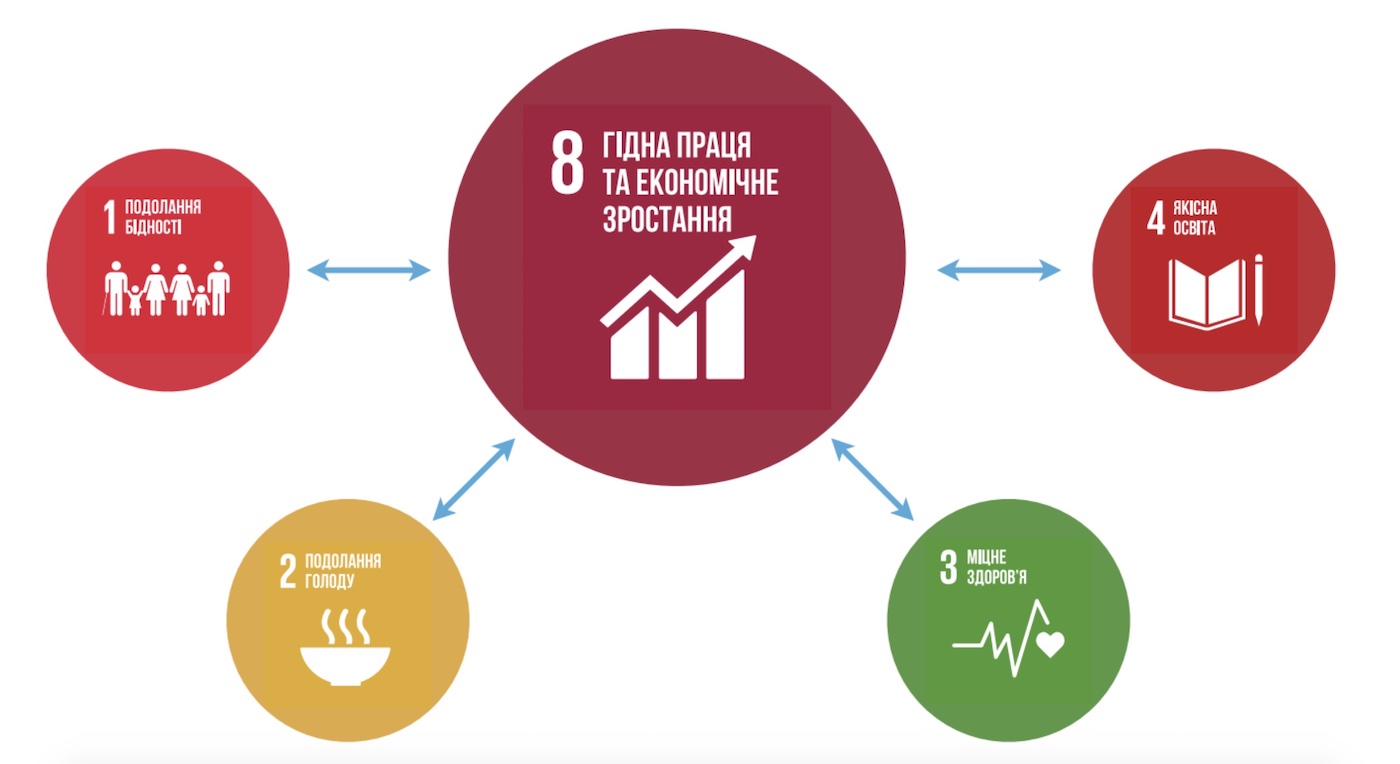 8
ГІДНА ПРАЦЯ
ТА ЕКОНОМІЧНЕ
ЗРОСТАННЯ
1
ПОДОЛАННЯ
БІДНОСТІ
4
ЯКІСНА
ОСВІТА
2
ПОДОЛАННЯ
ГОЛОДУ
3
МІЦНЕ
ЗДОРОВ'Я